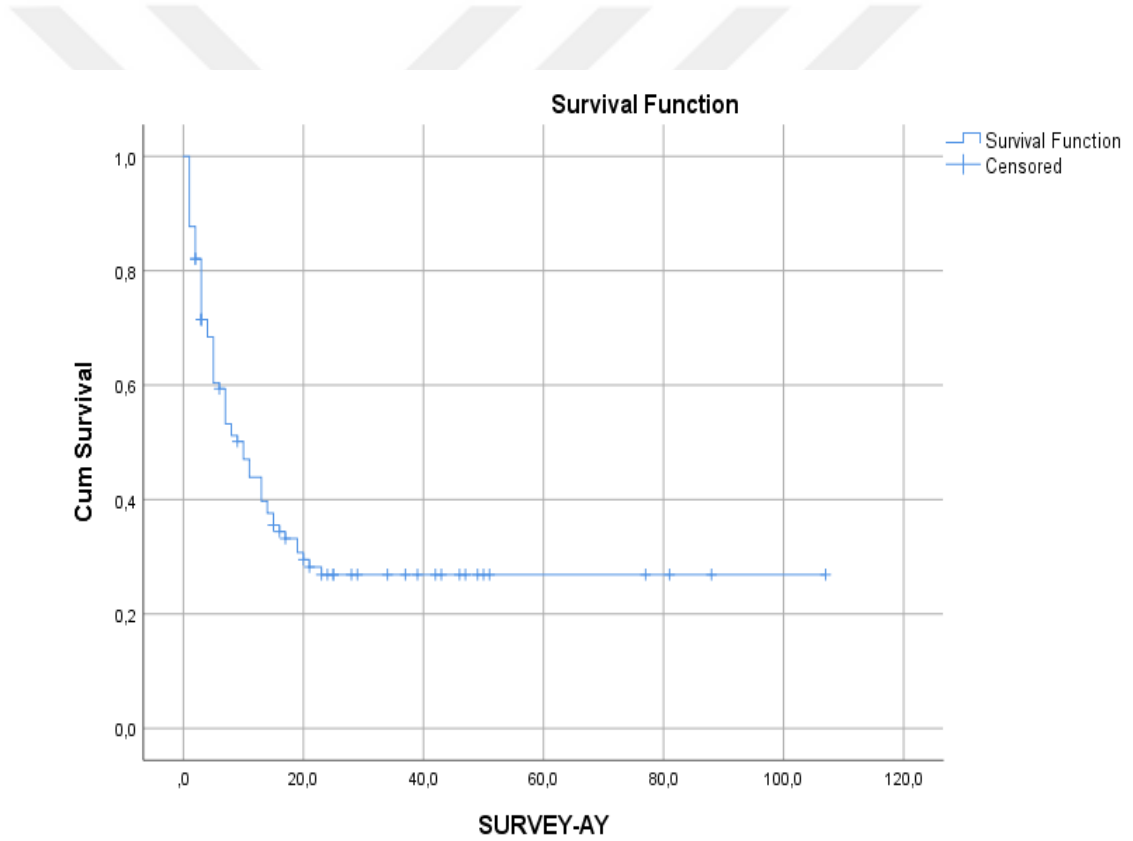 Survival Function
Survival Function
Censored
1,0
0,8
0,6
0,4
0,2
0,0
Cum Survival
,0 20,0 40,0 60,0 80,0 100,0 120,0
SURVEY-AY